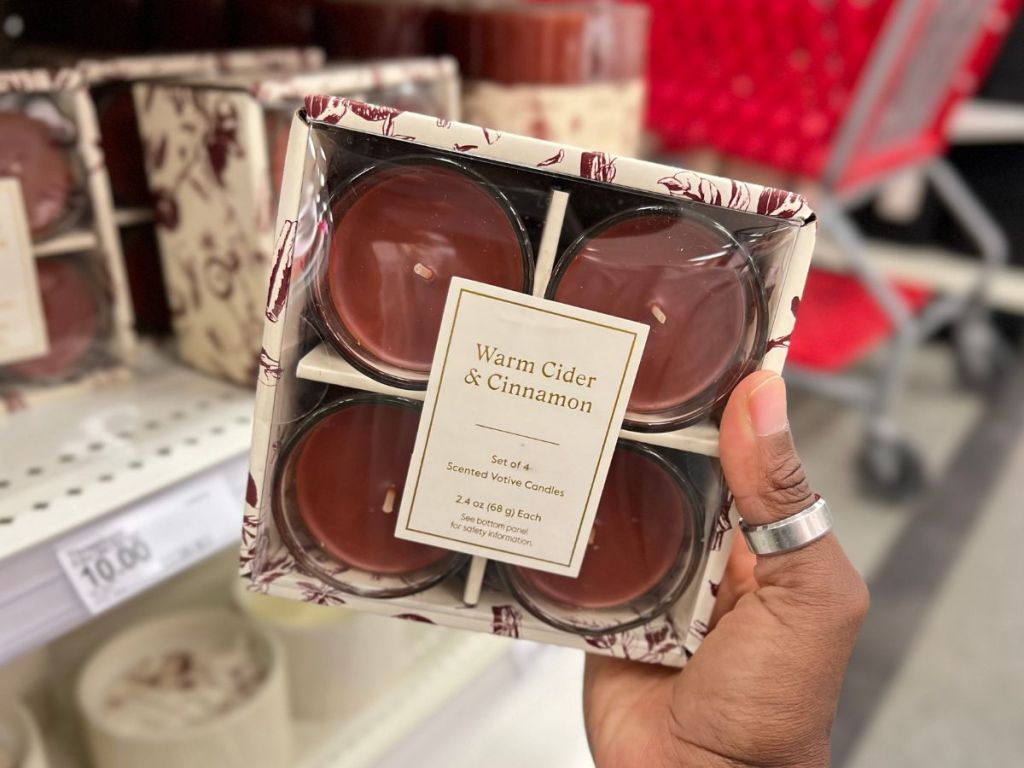 Warm Cider
& Cinnamon
Set of 4
Scented Votive Candles
2.4 oz (68 g) Each
See bottom panel
for safety information.
10.00